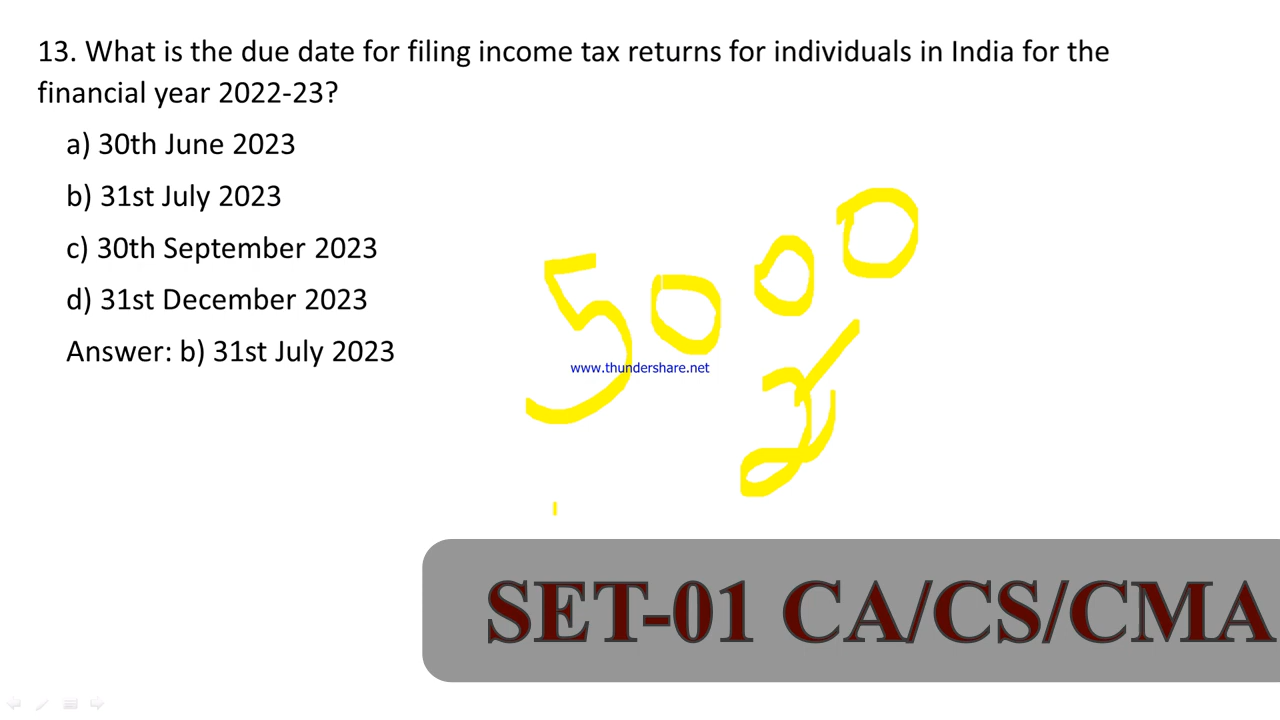 13. What is the due date for filing income tax returns for individuals in India for the
financial year 2022-23?
a) 30th June 2023
b) 31st July 2023
c) 30th September 2023
d) 31st December 2023
Answer: b) 31st July 2023
5000
www.thundershare.net
SET-01 CA/CS/CMA